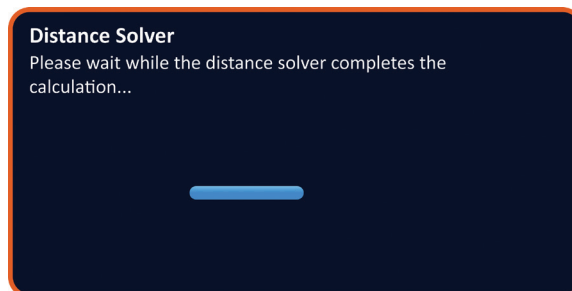 Distance Solver
Please wait while the distance solver completes the
calculation...